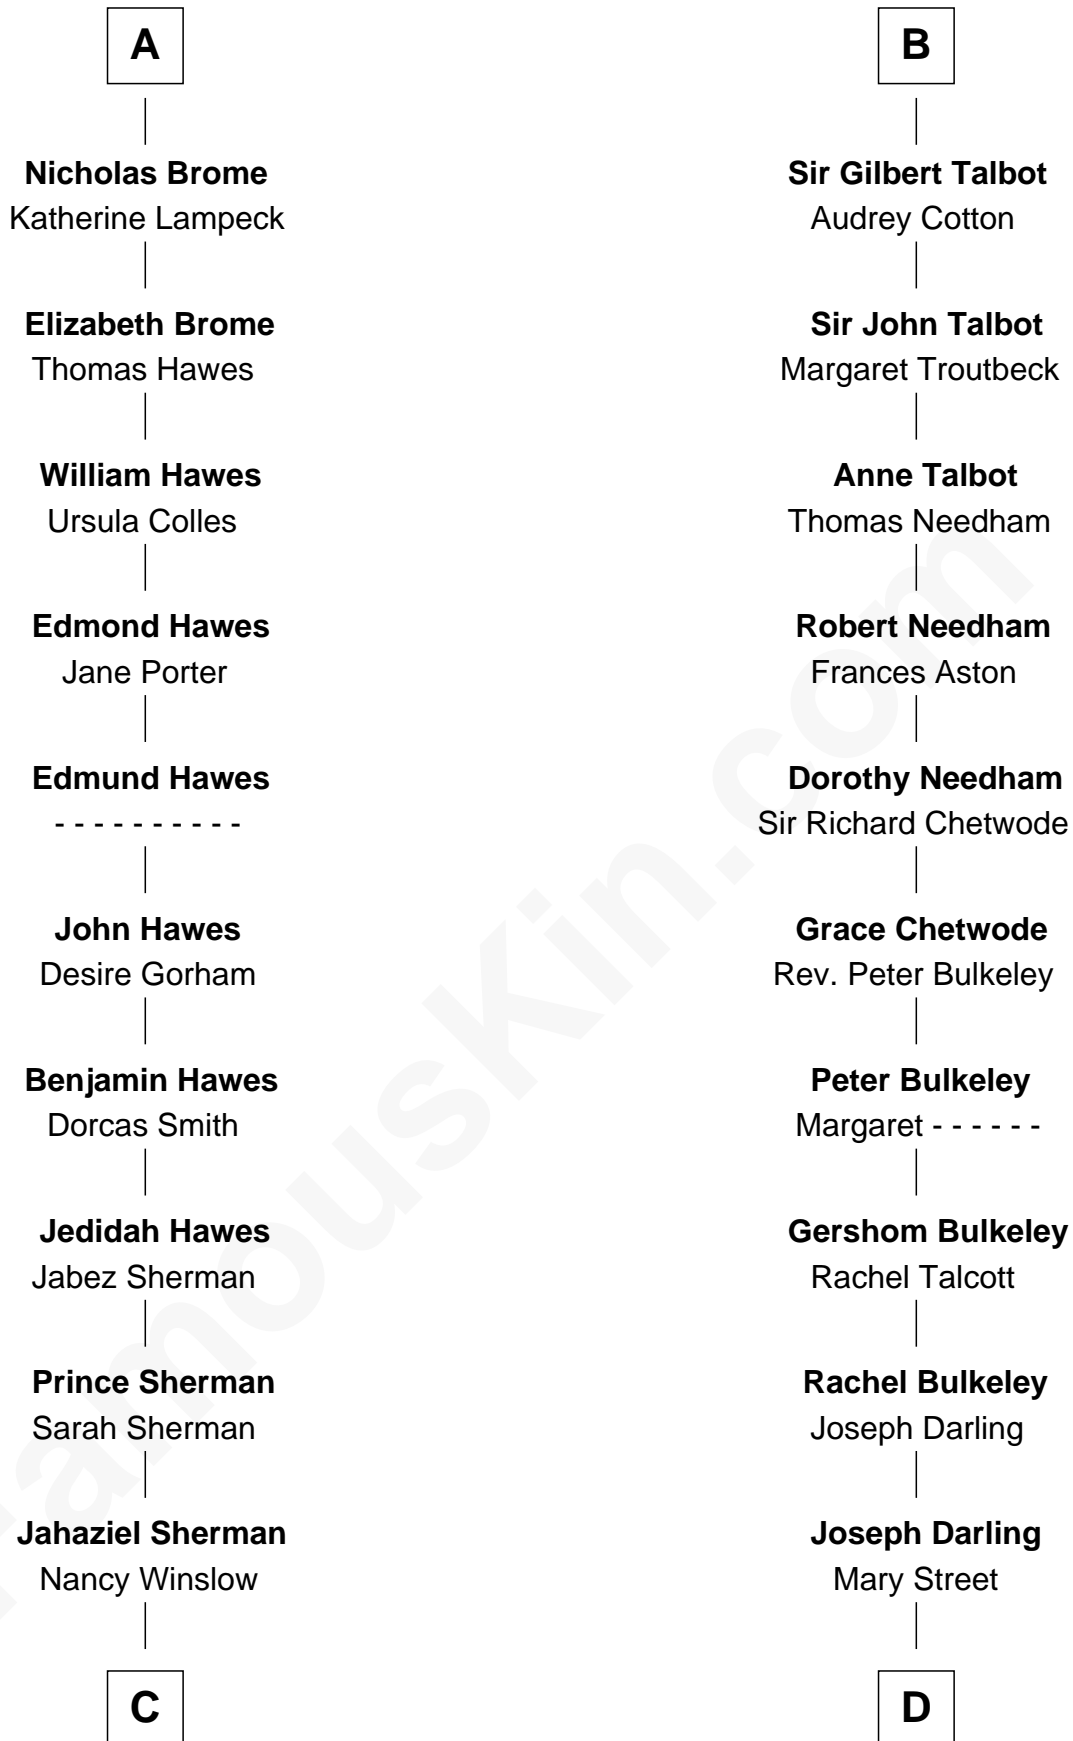 A
Nicholas Brome
Katherine Lampeck
Elizabeth Brome
Thomas Hawes
William Hawes
Ursula Colles
Edmond Hawes
Jane Porter
Edmund Hawes
- - - - - - - - - -
John Hawes
Desire Gorham
Benjamin Hawes
Dorcas Smith
Jedidah Hawes
Jabez Sherman
Prince Sherman
Sarah Sherman
Jahaziel Sherman
Nancy Winslow
C
B
Sir Gilbert Talbot
Audrey Cotton
Sir John Talbot
Margaret Troutbeck
Anne Talbot
Thomas Needham
Robert Needham
Frances Aston
Dorothy Needham
Sir Richard Chetwode
Grace Chetwode
Rev. Peter Bulkeley
Peter Bulkeley
Margaret - - - - - -
Gershom Bulkeley
Rachel Talcott
Rachel Bulkeley
Joseph Darling
Joseph Darling
Mary Street
D
FamousKin.com